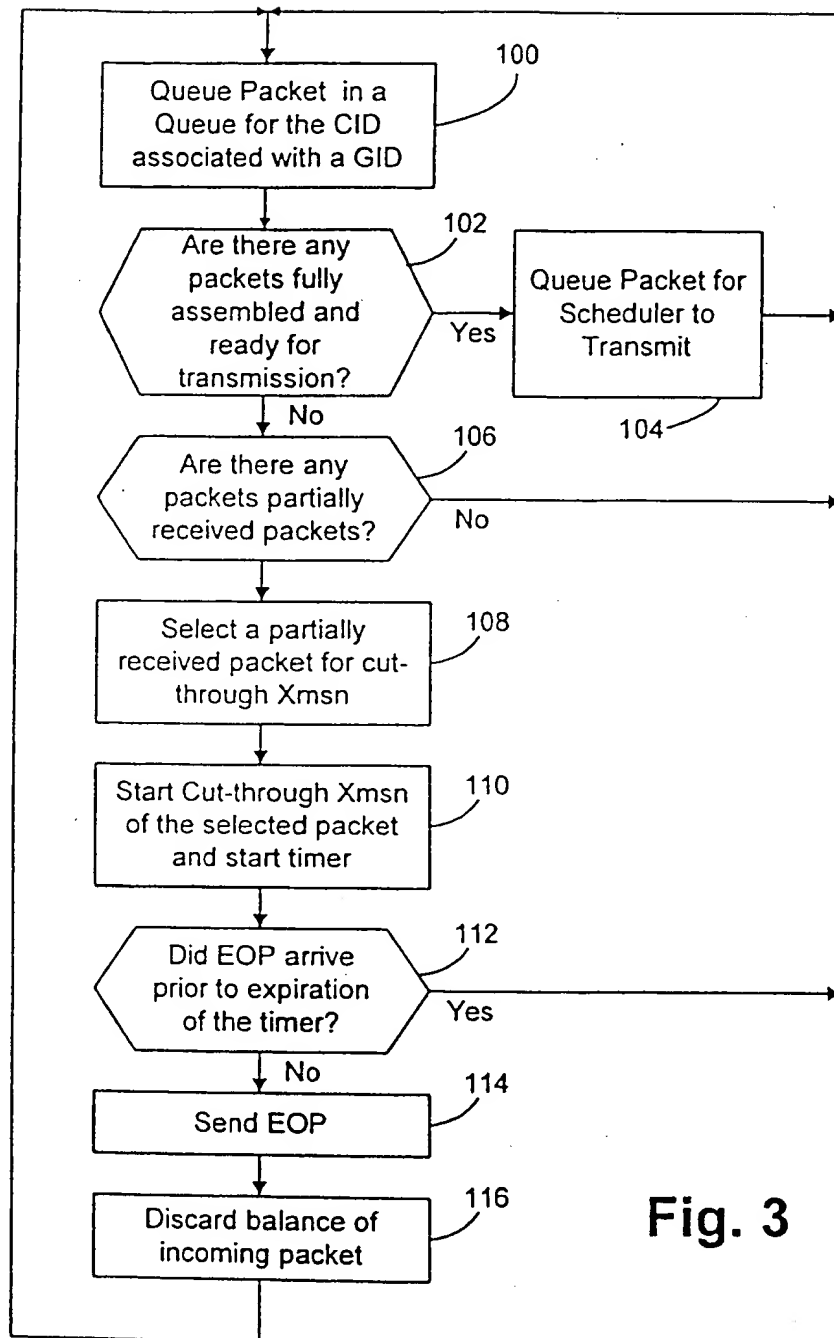 100
Queue Packet in a
Queue for the CID
associated with a GID
102
Are there any
packets fully
assembled and
ready for
transmission?
Yes
Queue Packet for
Scheduler to
Transmit
104
No
106
Are there any
packets partially
received packets?
No
108
Select a partially
received packet for cut-
through Xmsn
110
Start Cut-through Xmsn
of the selected packet
and start timer
112
Did EOP arrive
prior to expiration
of the timer?
Yes
No
114
Send EOP
116
Discard balance of
incoming packet
Fig. 3